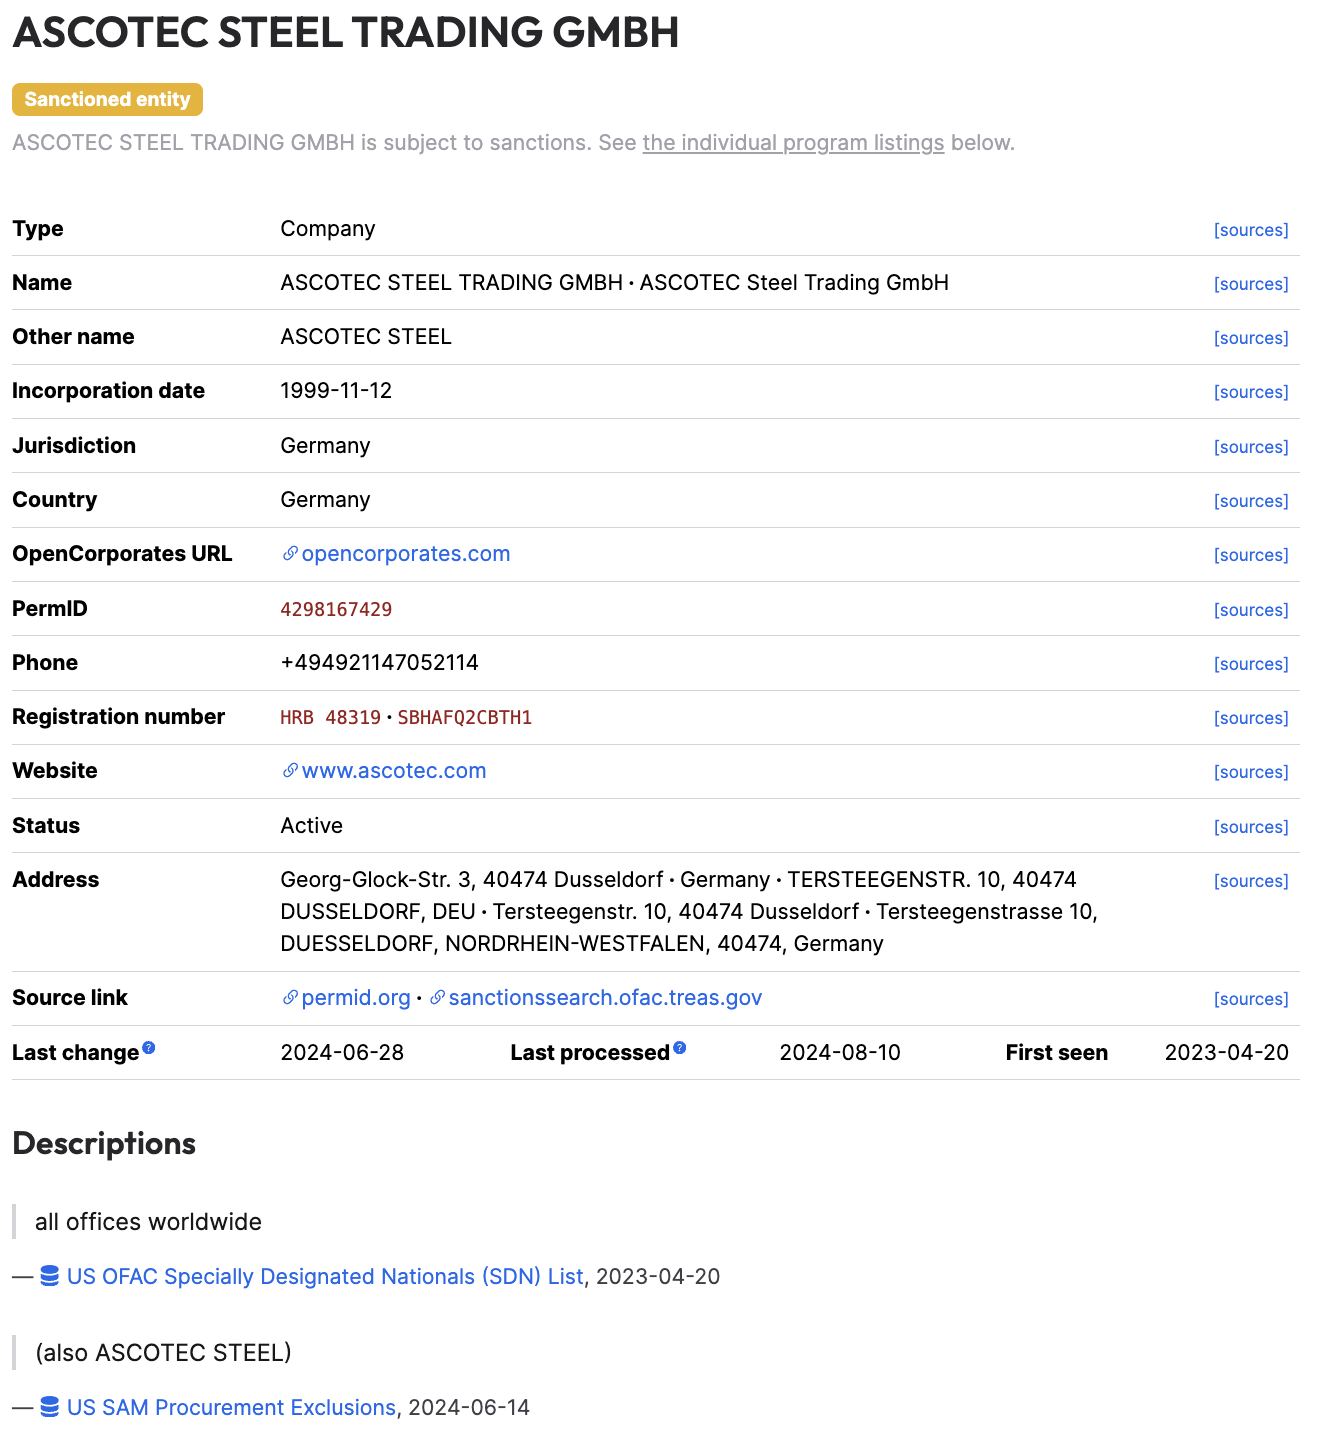 ASCOTEC STEEL TRADING GMBH
Sanctioned entity
ASCOTEC STEEL TRADING GMBH is subject to sanctions. See the individual program listings below.
Type Company [sources]
Name ASCOTEC STEEL TRADING GMBH · ASCOTEC Steel Trading GmbH [sources]
Other name ASCOTEC STEEL [sources]
Incorporation date 1999-11-12 [sources]
Jurisdiction Germany [sources]
Country Germany [sources]
OpenCorporates URL opencorporates.com [sources]
PermID 4298167429 [sources]
Phone +494921147052114 [sources]
Registration number HRB 48319 · SBHAFQ2CBTH1 [sources]
Website www.ascotec.com [sources]
Status Active [sources]
Address Georg-Glock-Str. 3, 40474 Dusseldorf · Germany · TERSTEEGENSTR. 10, 40474 [sources]
DUSSELDORF, DEU · Tersteegenstr. 10, 40474 Dusseldorf · Tersteegenstrasse 10,
DUESSELDORF, NORDRHEIN-WESTFALEN, 40474, Germany
Source link permid.org · sanctionssearch.ofac.treas.gov [sources]
Last change ? 2024-06-28 Last processed ? 2024-08-10 First seen 2023-04-20
Descriptions
all offices worldwide
— US OFAC Specially Designated Nationals (SDN) List, 2023-04-20
(also ASCOTEC STEEL)
— US SAM Procurement Exclusions, 2024-06-14